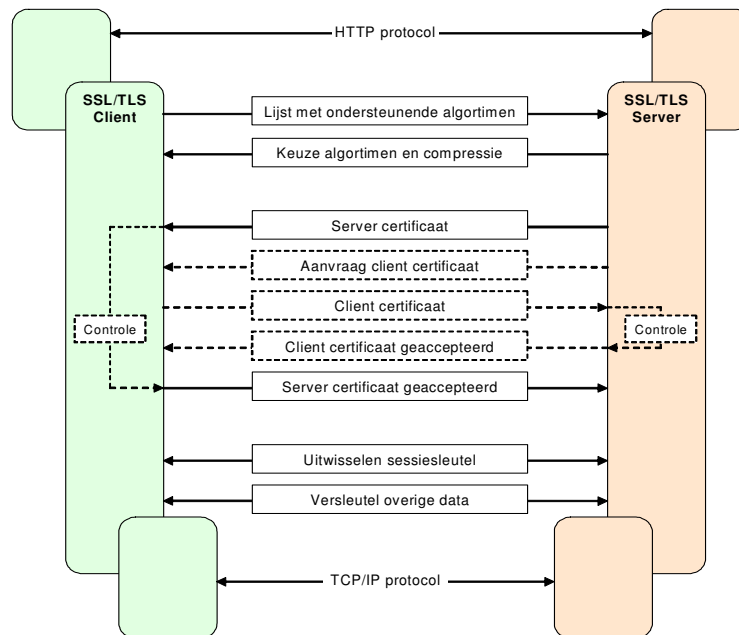 HTTP protocol
SSL/TLS
Client
SSL/TLS
Server
Lijst met ondersteunende algortimen
Keuze algortimen en compressie
Server certificaat
Aanvraag client certificaat
Client certificaat
Controle
Controle
Client certificaat geaccepteerd
Server certificaat geaccepteerd
Uitwisselen sessiesleutel
Versleutel overige data
TCP/IP protocol